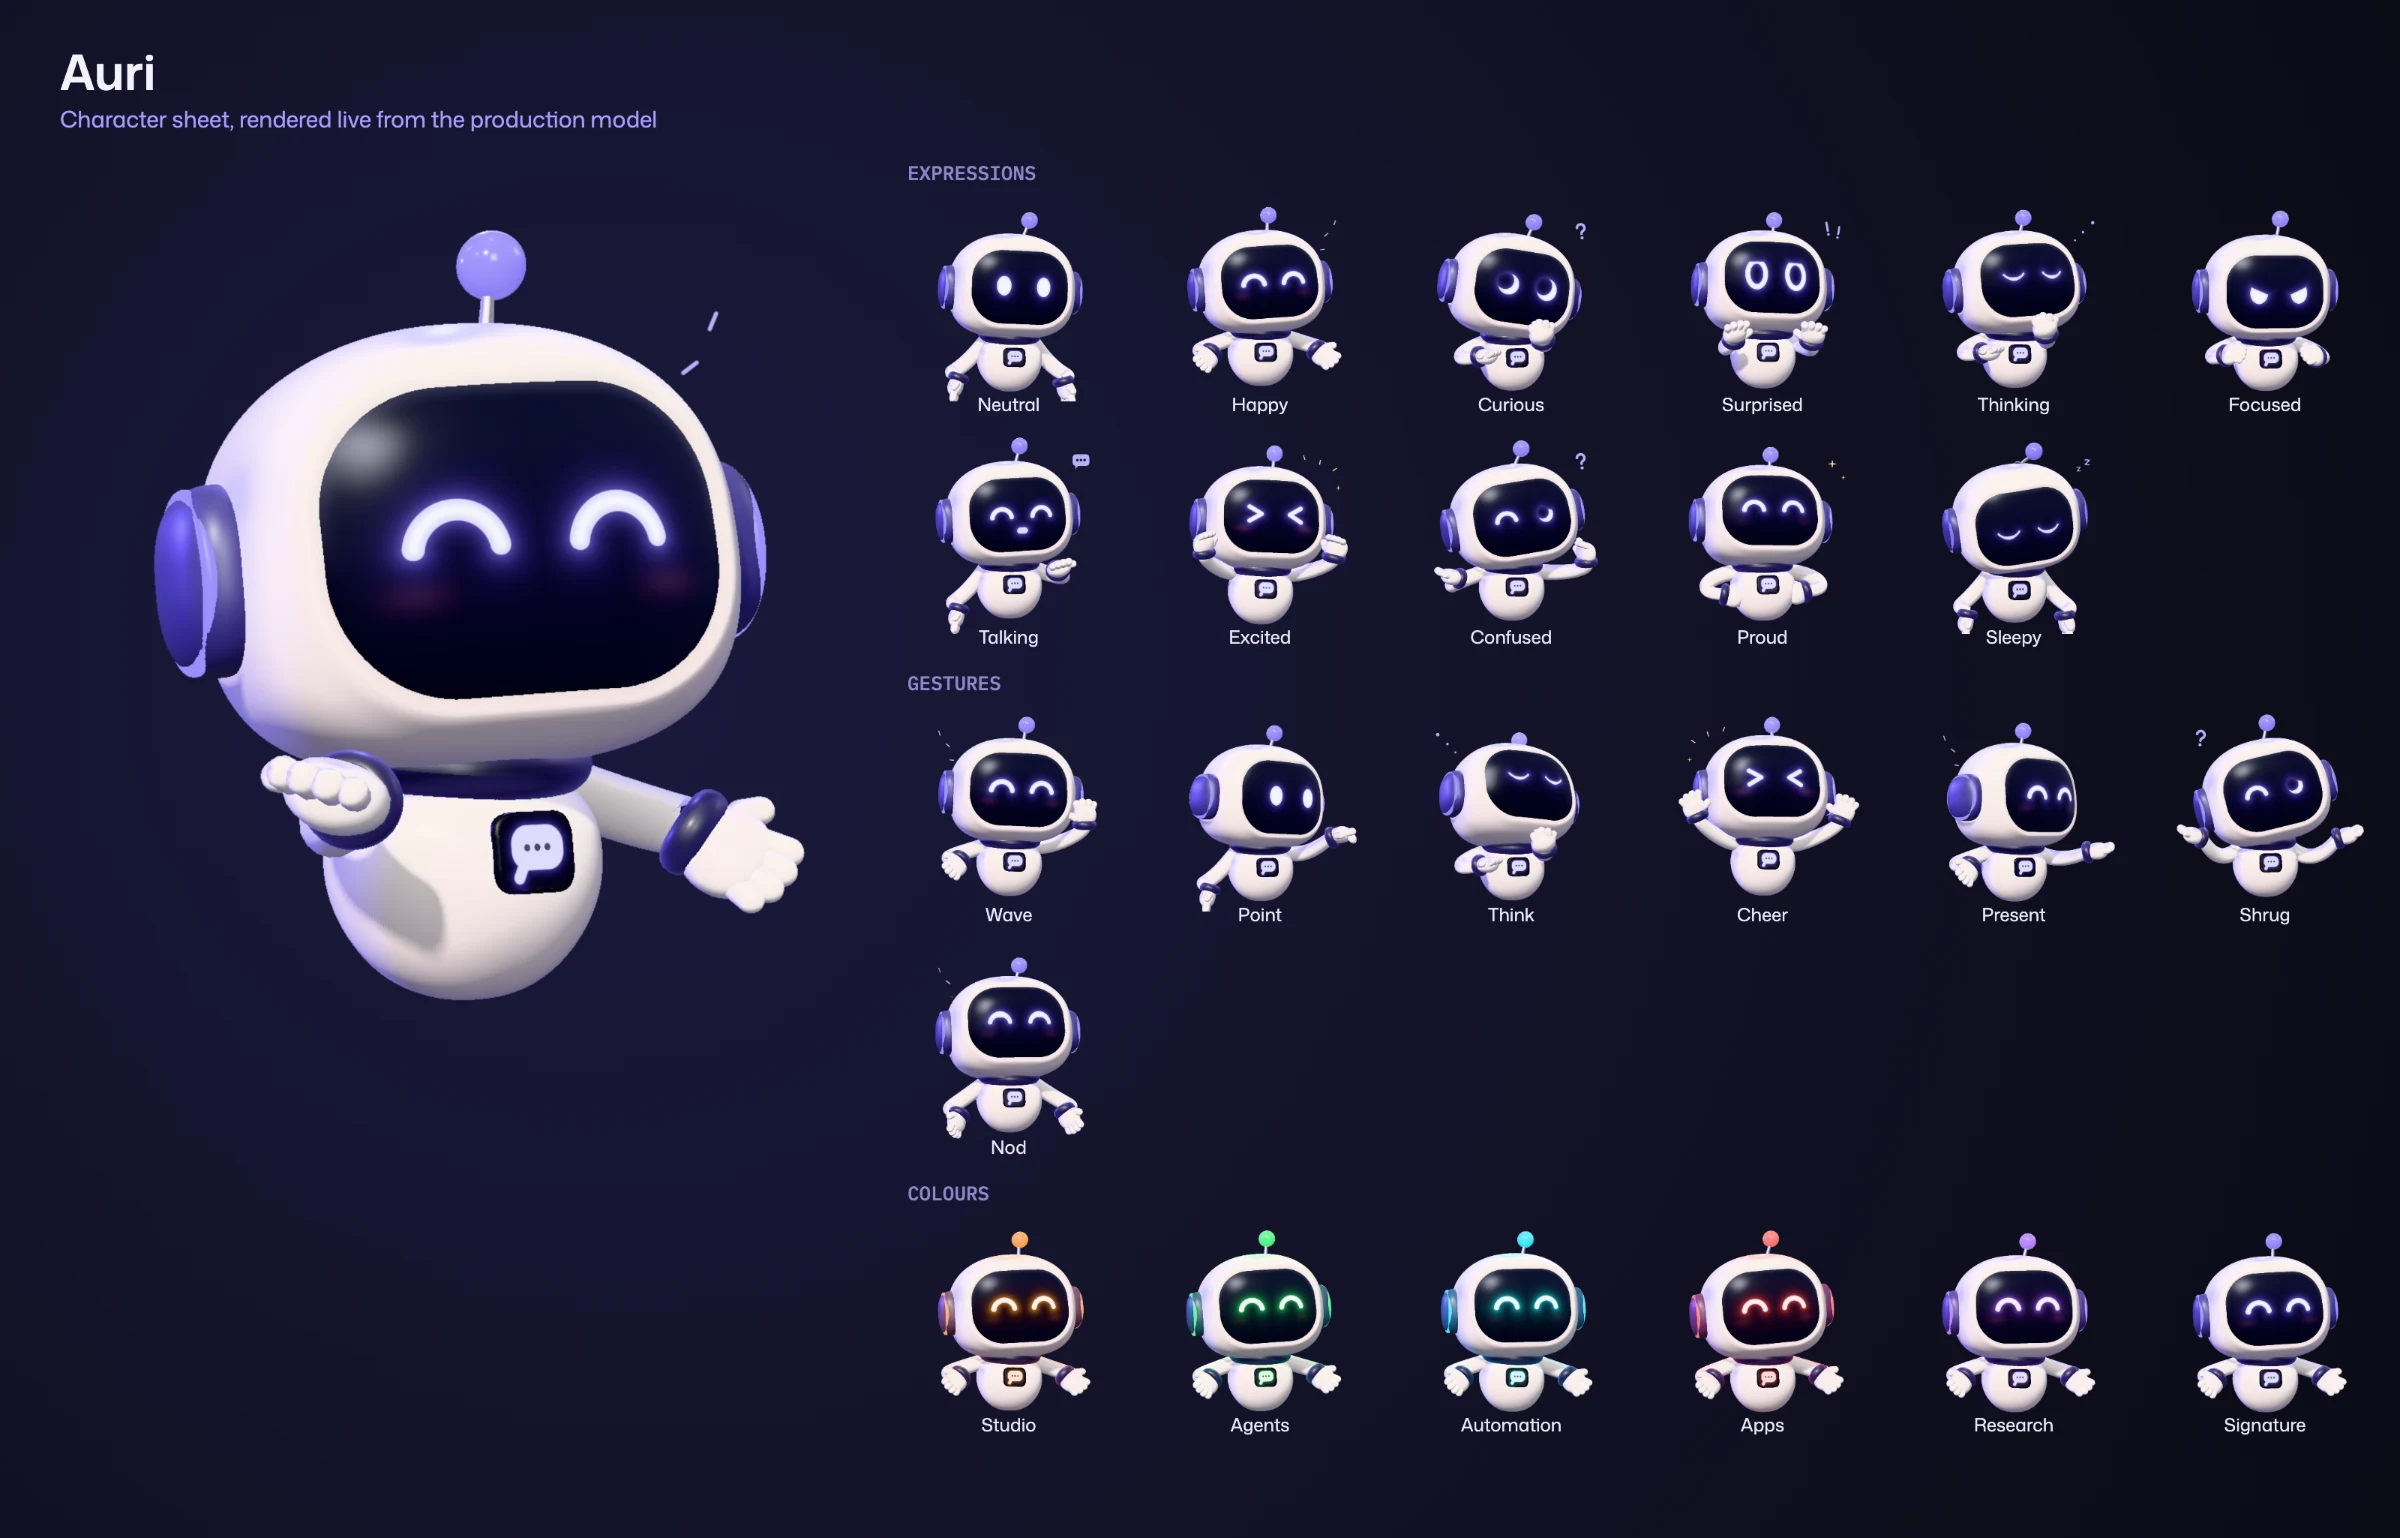 Auri
Character sheet, rendered live from the production model
EXPRESSIONS
?
!!
Neutral
Happy
Curious
Surprised
Thinking
Focused
?
z z
Talking
Excited
Confused
Proud
Sleepy
GESTURES
?
Wave
Point
Think
Cheer
Present
Shrug
Nod
COLOURS
Studio
Agents
Automation
Apps
Research
Signature